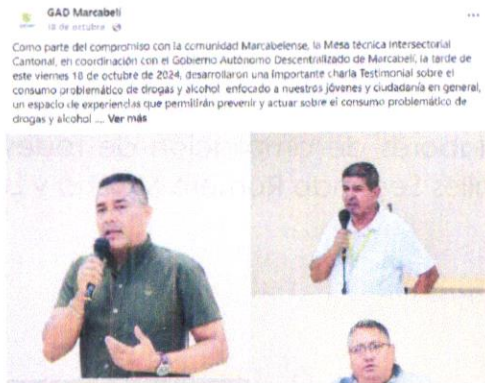 GAD Marcabelí
18 de octubre
Como parte del compromiso con la comunidad Marcabelense, la Mesa técnica Intersectorial
Cantonal, en coordinación con el Gobierno Autónomo Descentralizado de Marcabelí, la tarde de
este viernes 18 de octubre de 2024, desarrollaron una importante charla Testimonial sobre el
consumo problemático de drogas y alcohol enfocado a nuestros jóvenes y ciudadanía en general,
un espacio de experiencias que permitirán prevenir y actuar sobre el consumo problemático de
drogas y alcohol ... Ver más